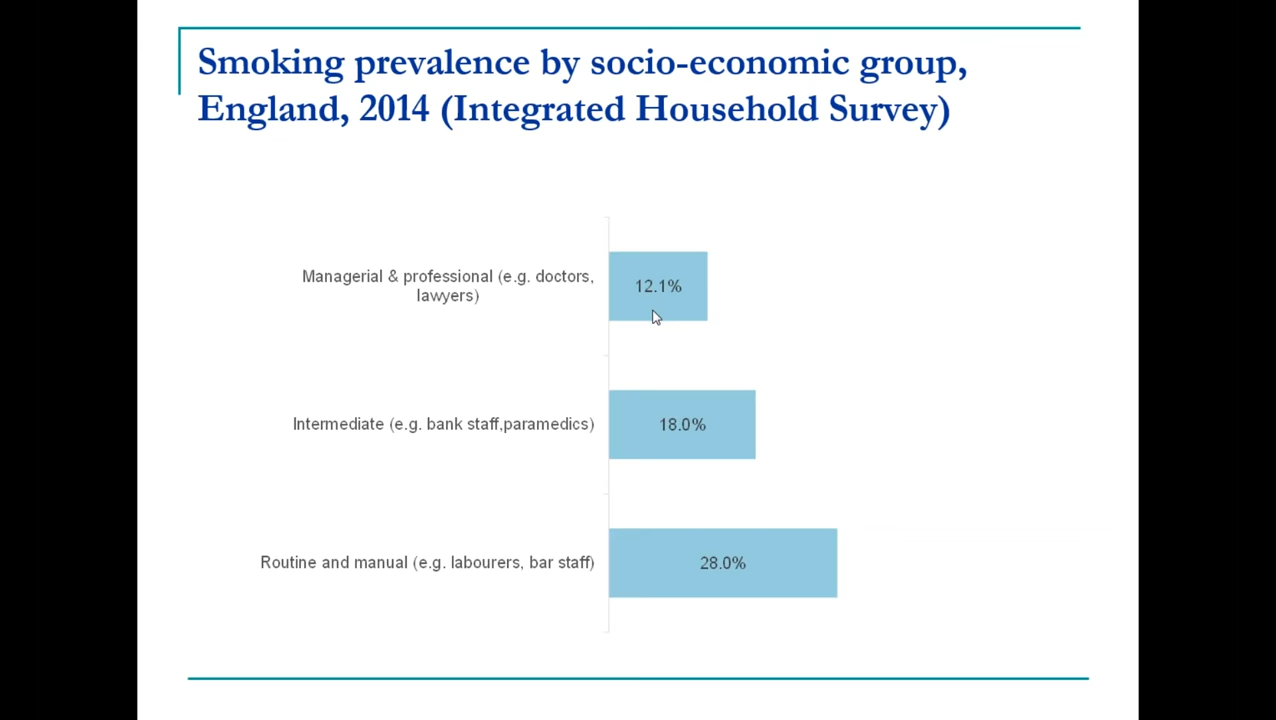 Smoking prevalence by socio-economic group,
England, 2014 (Integrated Household Survey)
Managerial & professional (e.g. doctors,
lawyers)
12.1%
Intermediate (e.g. bank staff,paramedics)
18.0%
Routine and manual (e.g. labourers, bar staff)
28.0%